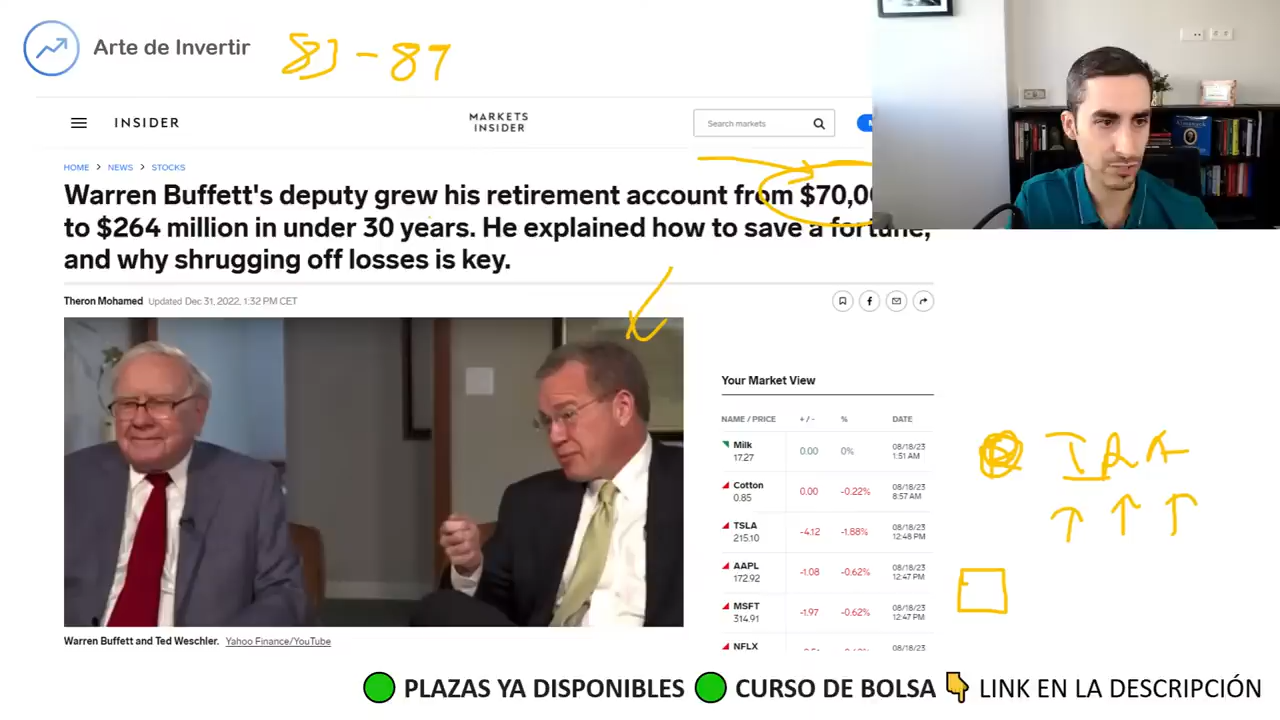 Arte de Invertir
83 - 87
INSIDER
MARKETS
INSIDER
Search markets
HOME > NEWS > STOCKS
Warren Buffett's deputy grew his retirement account from $70,0
to $264 million in under 30 years. He explained how to save a fortune,
and why shrugging off losses is key.
Theron Mohamed Updated Dec 31, 2022, 1:32 PM CET
Your Market View
NAME / PRICE + / - % DATE
Milk 17.27 0.00 0% 08/18/23 1:51 AM
Cotton 0.85 0.00 -0.22% 08/18/23 8:57 AM
TSLA 215.10 -4.12 -1.88% 08/18/23 12:48 PM
AAPL 172.92 -1.08 -0.62% 08/18/23 12:47 PM
MSFT 314.91 -1.97 -0.62% 08/18/23 12:47 PM
NFLX 08/18/23
IRA
Warren Buffett and Ted Weschler. Yahoo Finance/YouTube
PLAZAS YA DISPONIBLES CURSO DE BOLSA LINK EN LA DESCRIPCIÓN